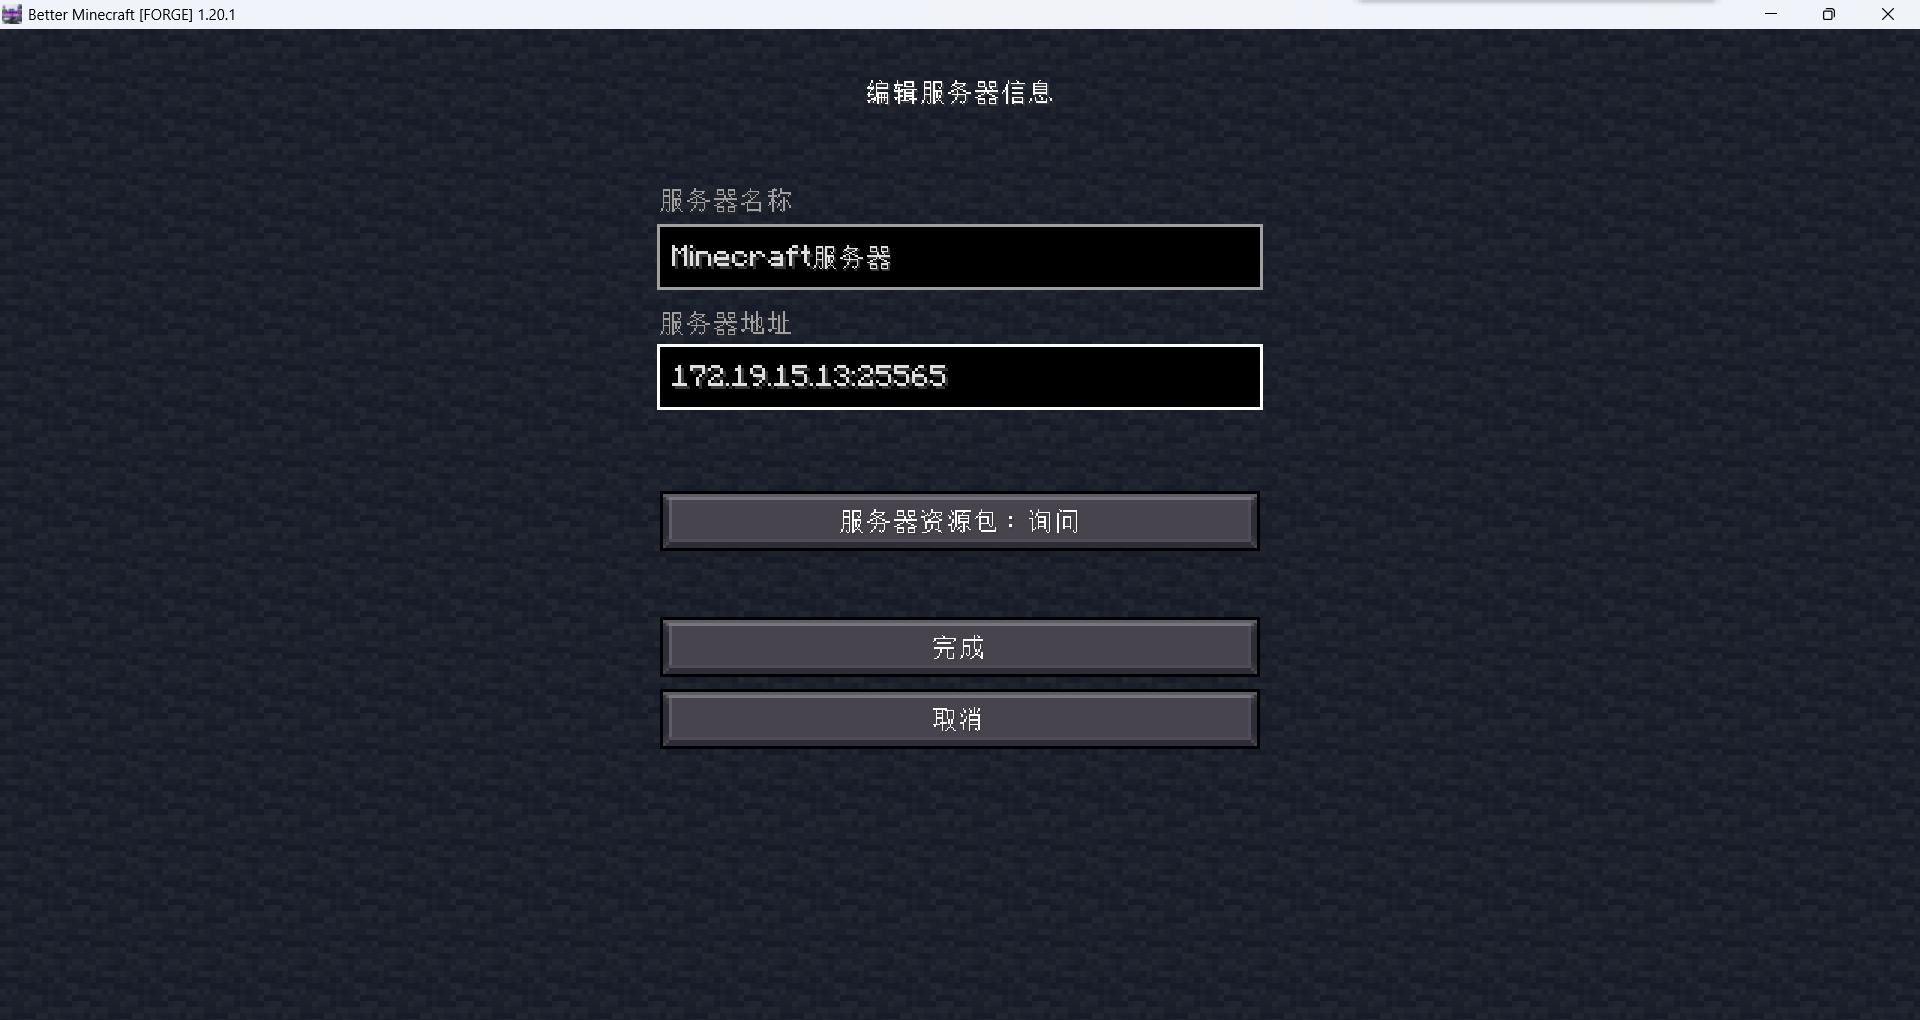 Better Minecraft [FORGE] 1.20.1
编辑服务器信息
服务器名称
Minecraft服务器
服务器地址
172.19.15.13:25565
服务器资源包：询问
完成
取消